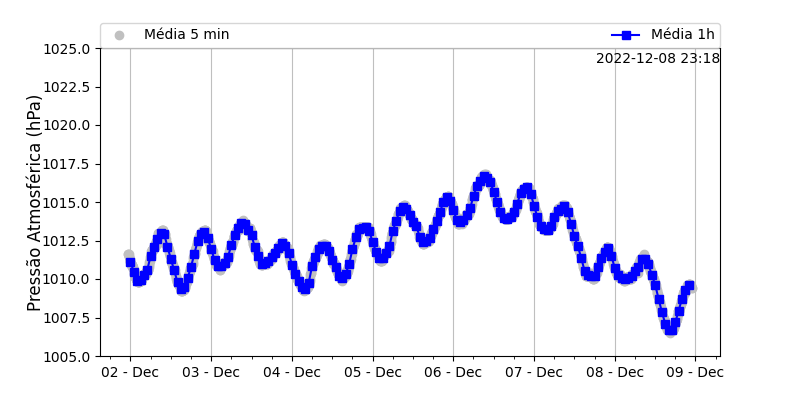 Média 5 min
Média 1h
2022-12-08 23:18
Pressão Atmosférica (hPa)
1025.0
1022.5
1020.0
1017.5
1015.0
1012.5
1010.0
1007.5
1005.0
02 - Dec
03 - Dec
04 - Dec
05 - Dec
06 - Dec
07 - Dec
08 - Dec
09 - Dec